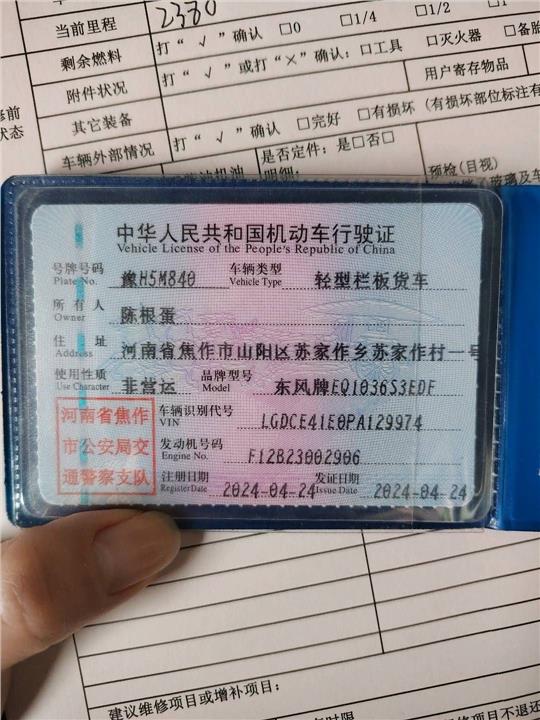 当前里程 2380
剩余燃料 打“√”确认 □0 □1/4 □1/2 □
附件状况 打“√”或打“×”确认：□工具 □灭火器 □备胎
其它装备 用户寄存物品
车辆外部情况 打“√”确认 □完好 □有损坏（有损坏部位标注有
修前
状态
是否定件：是□否□
明细：
预检(目视)
玻璃及车
中华人民共和国机动车行驶证
Vehicle License of the People's Republic of China
号牌号码 豫H5M840 车辆类型 轻型栏板货车
Plate No. Vehicle Type
所有人 陈根蛋
Owner
住址 河南省焦作市山阳区苏家作乡苏家作村一号
Address
使用性质 非营运 品牌型号 东风牌EQ1036S3EDF
Use Character Model
河南省焦作
市公安局交
通警察支队
车辆识别代号 LGDCE41E0PA129974
VIN
发动机号码 F12B23002906
Engine No.
注册日期 2024-04-24 发证日期 2024-04-24
Register Date Issue Date
建议维修项目或增补项目：